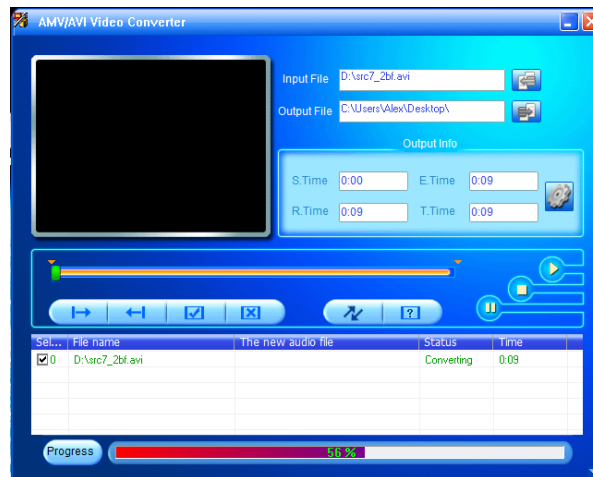 AMV/AVI Video Converter
Input File D:\src7_2bf.avi
Output File C:\Users\Alex\Desktop\
Output Info
S.Time 0:00 E.Time 0:09
R.Time 0:09 T.Time 0:09
Sel... File name The new audio file Status Time
0 D:\src7_2bf.avi Converting 0:09
Progress 56 %